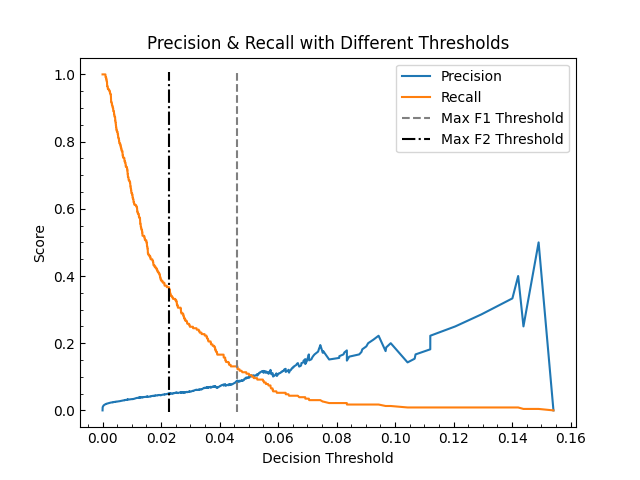 Precision & Recall with Different Thresholds
Precision
Recall
Max F1 Threshold
Max F2 Threshold
Score
1.0
0.8
0.6
0.4
0.2
0.0
0.00 0.02 0.04 0.06 0.08 0.10 0.12 0.14 0.16
Decision Threshold